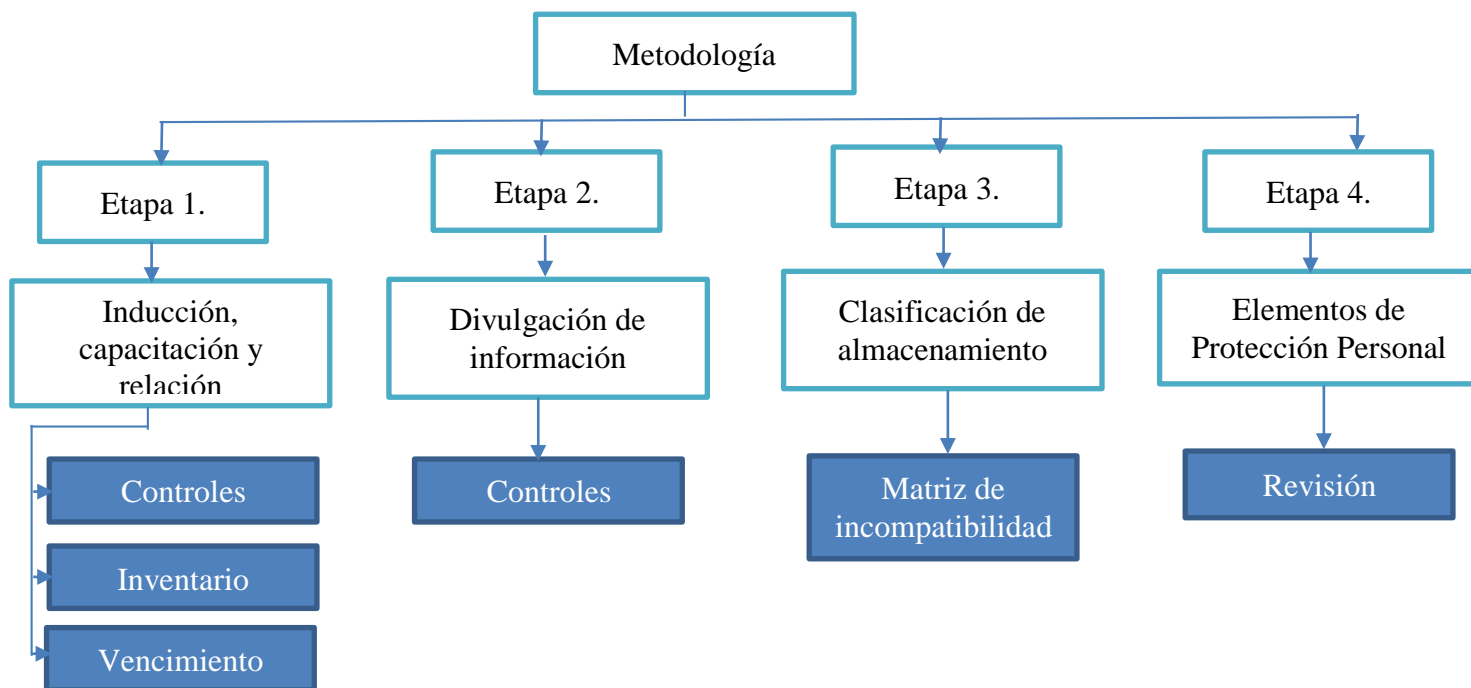 Metodología
Etapa 1.
Etapa 2.
Etapa 3.
Etapa 4.
Inducción,
capacitación y
relación
Divulgación de
información
Clasificación de
almacenamiento
Elementos de
Protección Personal
Controles
Inventario
Vencimiento
Controles
Matriz de
incompatibilidad
Revisión